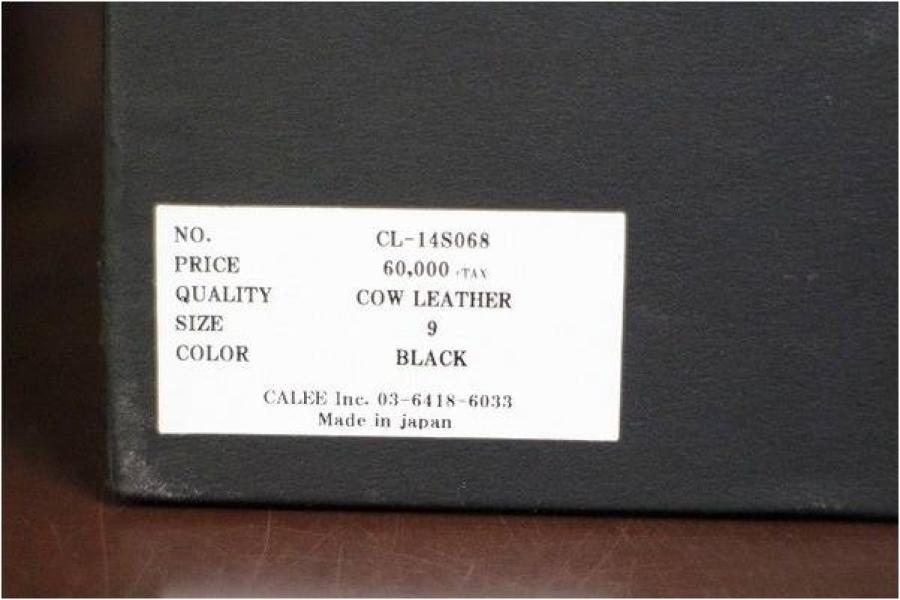 NO. CL-14S068
PRICE 60,000 +TAX
QUALITY COW LEATHER
SIZE 9
COLOR BLACK
CALEE Inc. 03-6418-6033
Made in japan